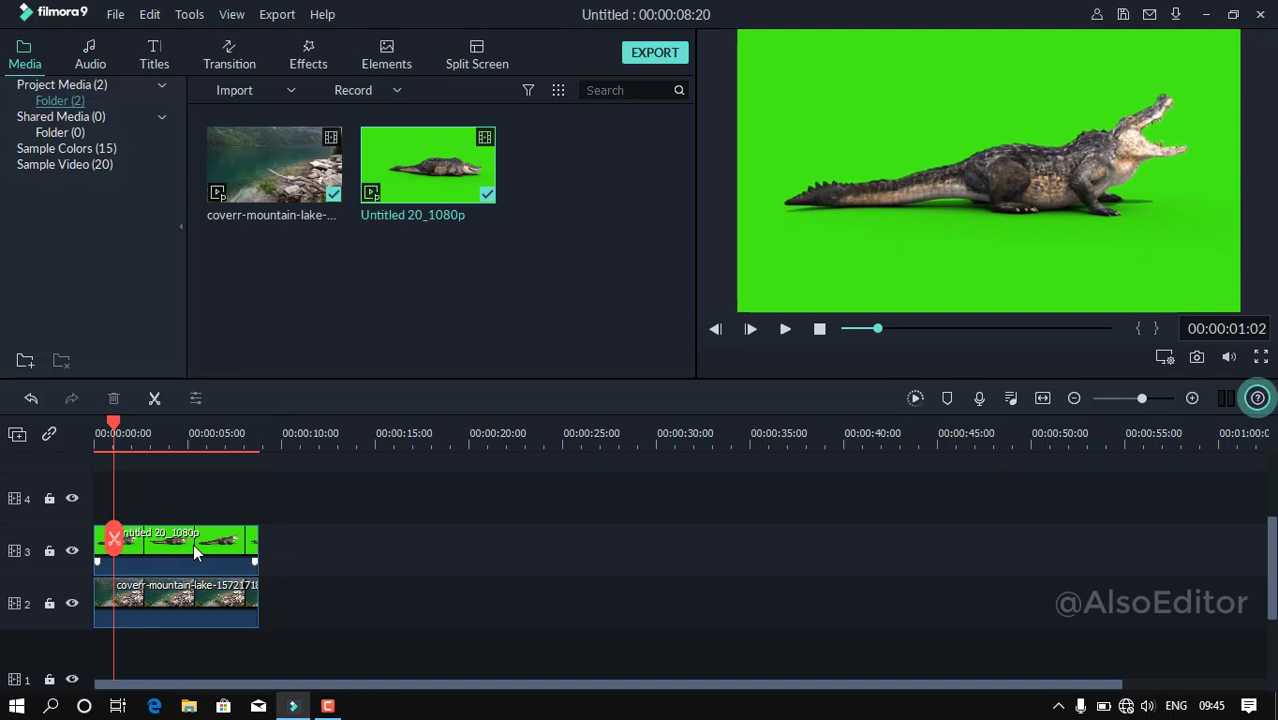 filmora9 File Edit Tools View Export Help Untitled : 00:00:08:20
Media Audio Titles Transition Effects Elements Split Screen EXPORT
Project Media (2)
Folder (2)
Shared Media (0)
Folder (0)
Sample Colors (15)
Sample Video (20)
Import Record Search
coverr-mountain-lake-... Untitled 20_1080p
00:00:01:02
00:00:00:00 00:00:05:00 00:00:10:00 00:00:15:00 00:00:20:00 00:00:25:00 00:00:30:00 00:00:35:00 00:00:40:00 00:00:45:00 00:00:50:00 00:00:55:00 00:01:00:0
4
3
ntitled 20_1080p
2
coverr-mountain-lake-15721718
@AlsoEditor
1
ENG 09:45